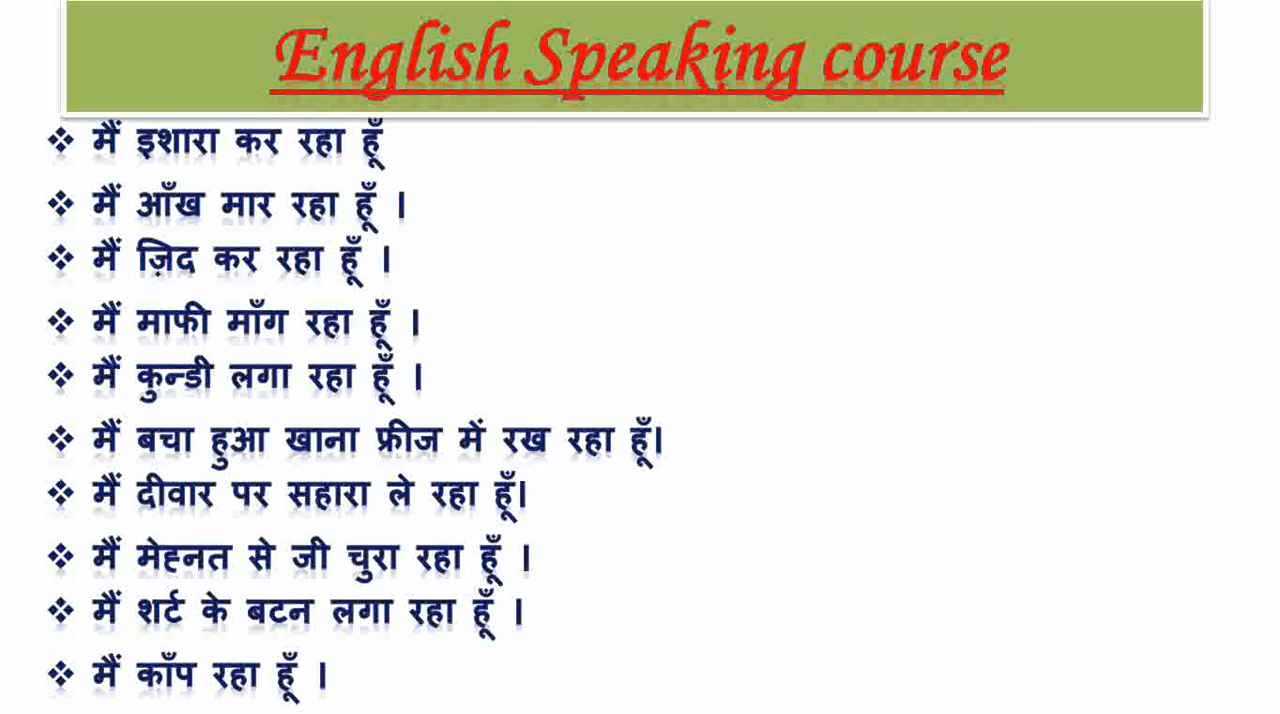 English Speaking course
❖ मैं इशारा कर रहा हूँ
❖ मैं आँख मार रहा हूँ ।
❖ मैं ज़िद कर रहा हूँ ।
❖ मैं माफी माँग रहा हूँ ।
❖ मैं कुन्डी लगा रहा हूँ ।
❖ मैं बचा हुआ खाना फ्रीज में रख रहा हूँ।
❖ मैं दीवार पर सहारा ले रहा हूँ।
❖ मैं मेह्नत से जी चुरा रहा हूँ ।
❖ मैं शर्ट के बटन लगा रहा हूँ ।
❖ मैं काँप रहा हूँ ।